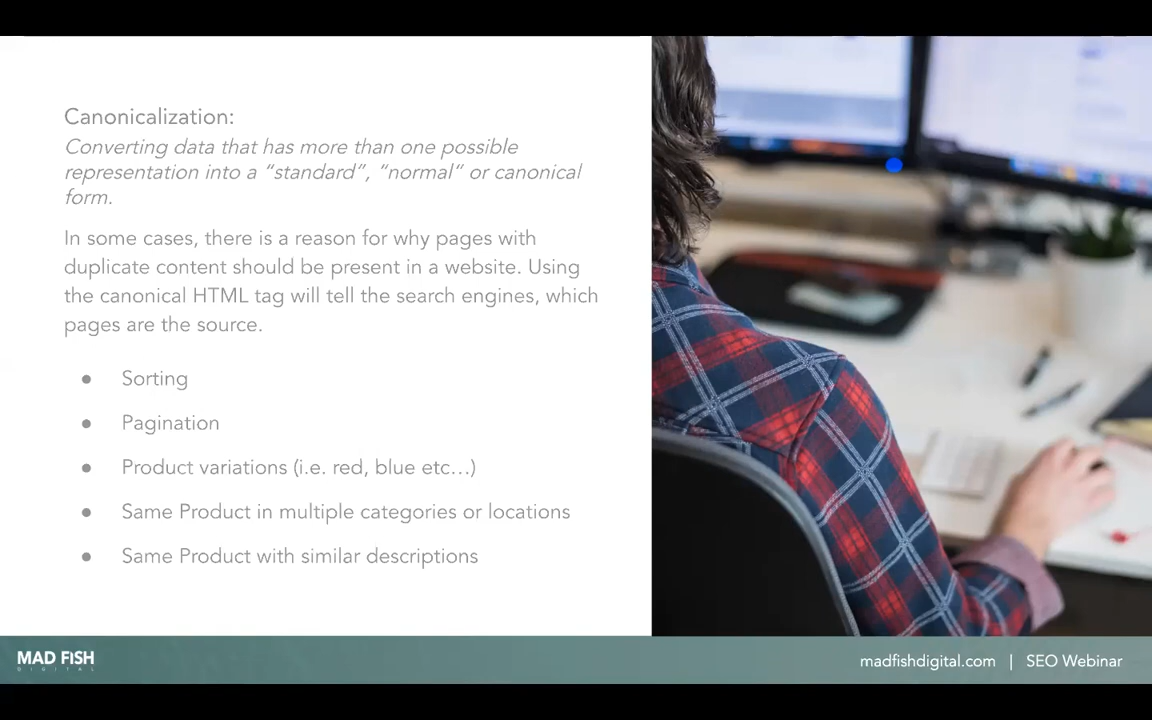 Canonicalization:
Converting data that has more than one possible
representation into a “standard”, “normal” or canonical
form.
In some cases, there is a reason for why pages with
duplicate content should be present in a website. Using
the canonical HTML tag will tell the search engines, which
pages are the source.
● Sorting
● Pagination
● Product variations (i.e. red, blue etc...)
● Same Product in multiple categories or locations
● Same Product with similar descriptions
MAD FISH
DIGITAL
madfishdigital.com | SEO Webinar